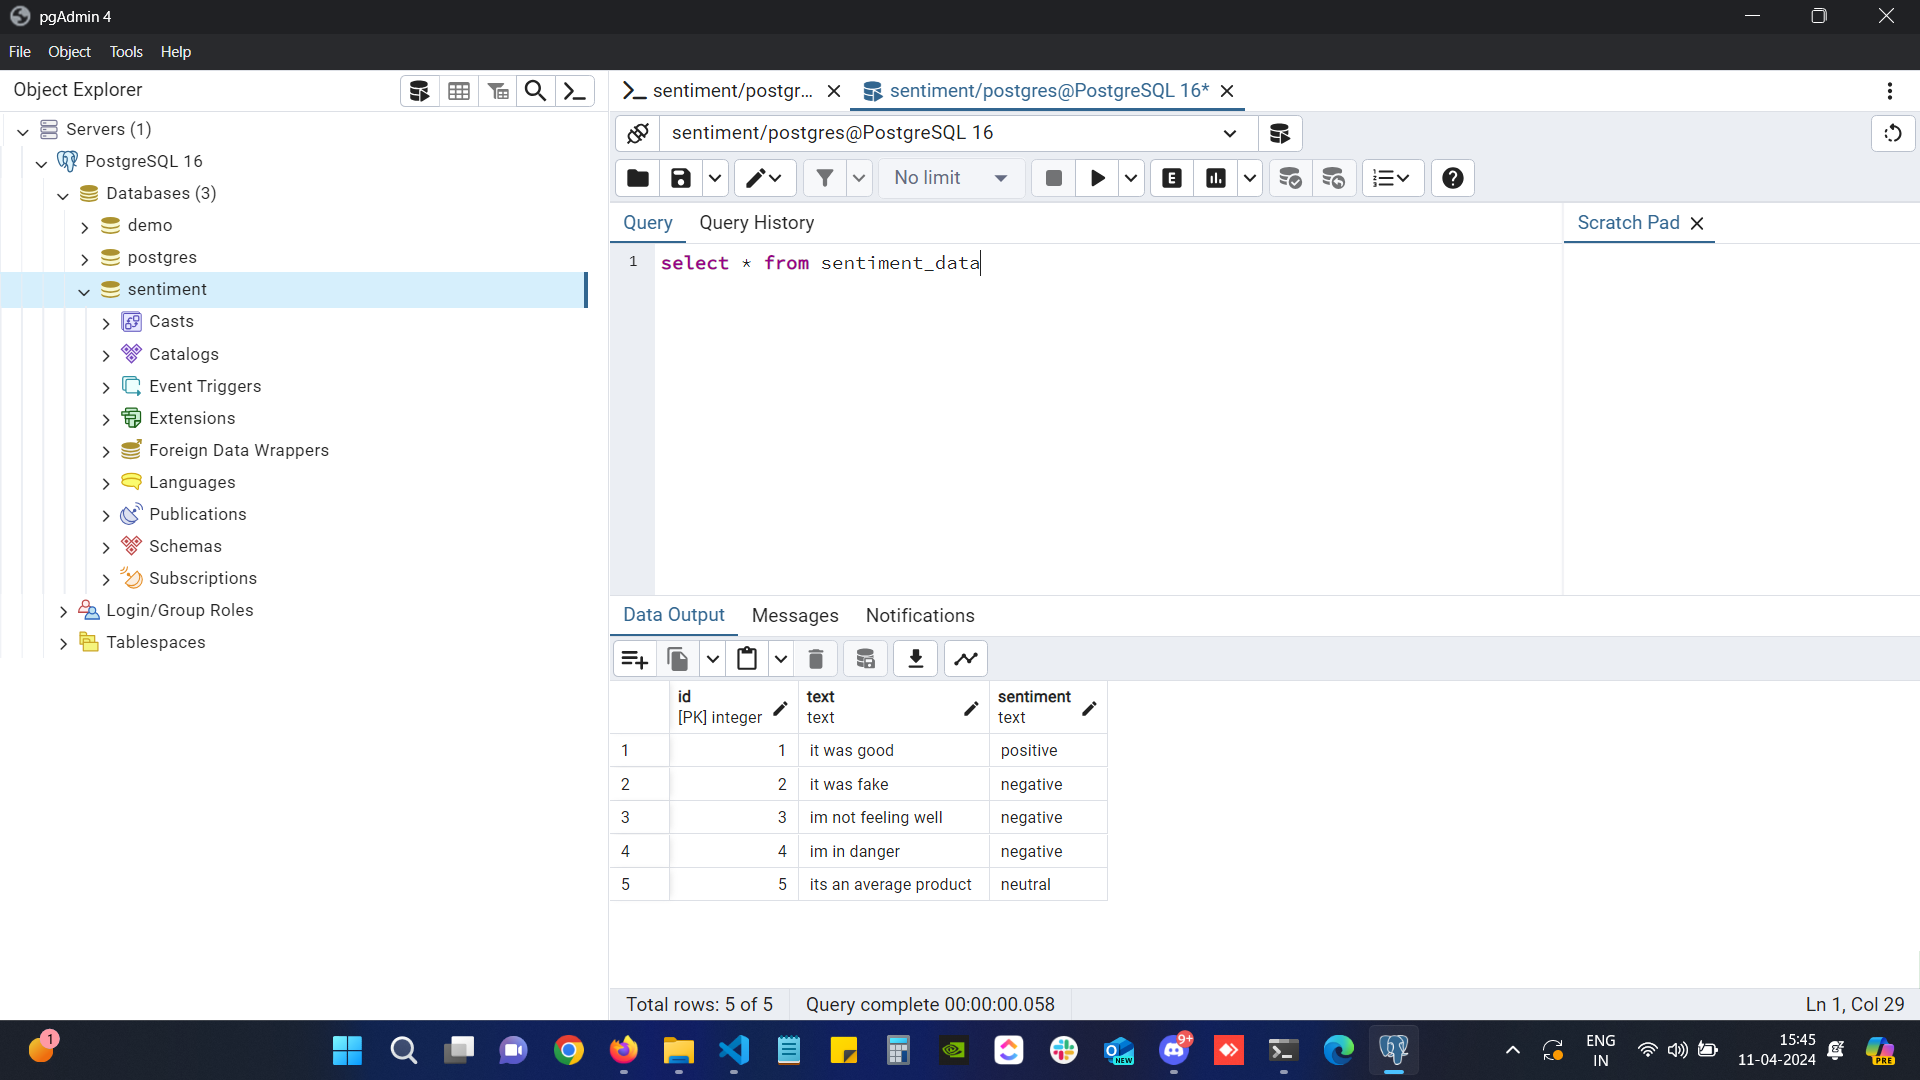 pgAdmin 4
File Object Tools Help
Object Explorer
Servers (1)
PostgreSQL 16
Databases (3)
demo
postgres
sentiment
Casts
Catalogs
Event Triggers
Extensions
Foreign Data Wrappers
Languages
Publications
Schemas
Subscriptions
Login/Group Roles
Tablespaces
sentiment/postgr... sentiment/postgres@PostgreSQL 16*
sentiment/postgres@PostgreSQL 16
No limit
E
Query Query History
Scratch Pad
1 select * from sentiment_data
Data Output Messages Notifications
id text sentiment
[PK] integer text text
1 1 it was good positive
2 2 it was fake negative
3 3 im not feeling well negative
4 4 im in danger negative
5 5 its an average product neutral
Total rows: 5 of 5 Query complete 00:00:00.058 Ln 1, Col 29
1
NEW
9+
ENG
IN
15:45
11-04-2024
PRE